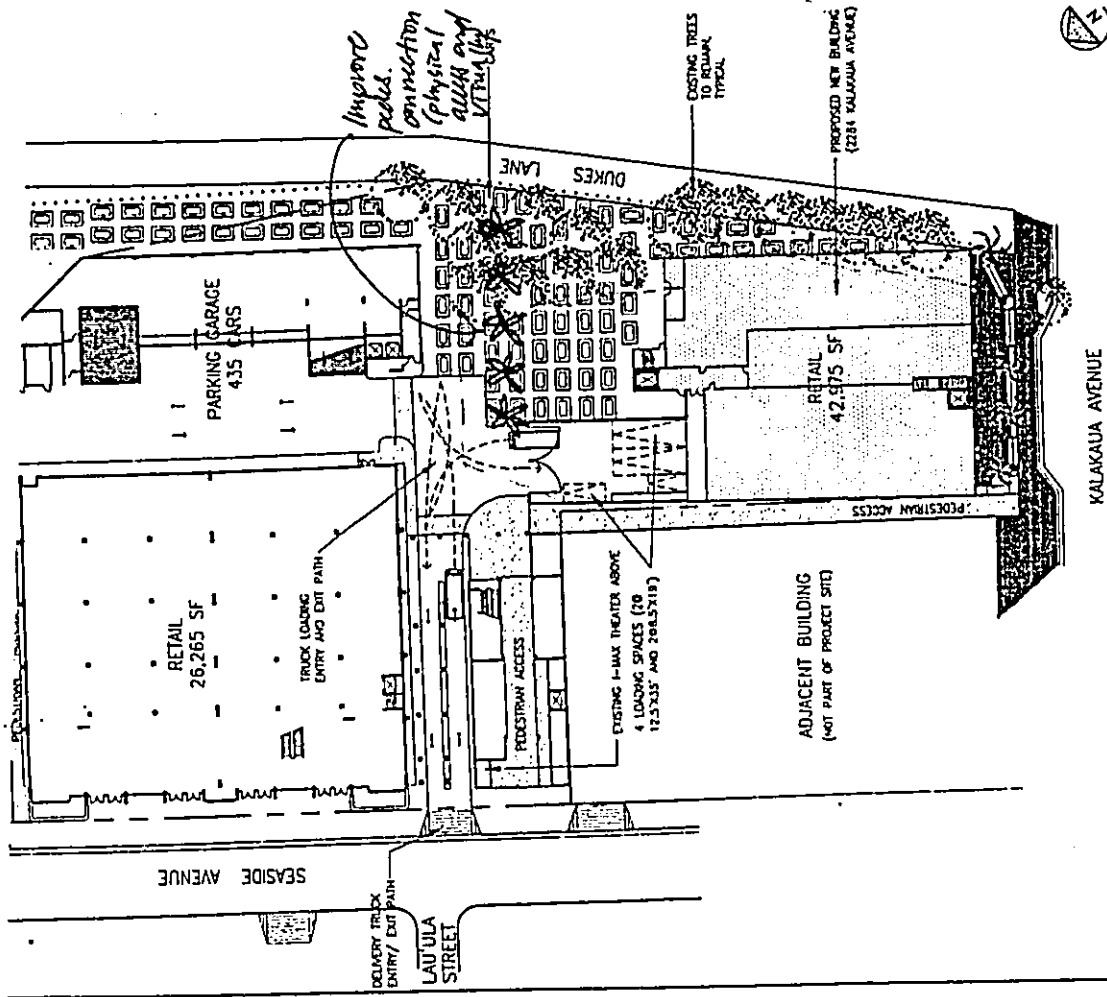 Improve
pedes.
connection
(physical
access and
visually
EXISTING TREES
TO REMAIN,
TYPICAL
PROPOSED NEW BUILDING
(2284 KALAKAUA AVENUE)
DUKES LANE
PARKING GARAGE
435 CARS
RETAIL
26,265 SF
TRUCK LOADING
ENTRY AND EXIT PATH
RETAIL
42,975 SF
PEDESTRIAN ACCESS
PEDESTRIAN ACCESS
EXISTING I-MAX THEATER ABOVE
4 LOADING SPACES (2@
12.5'X35' AND 2@8.5'X19')
ADJACENT BUILDING
(NOT PART OF PROJECT SITE)
KALAKAUA AVENUE
SEASIDE AVENUE
DELIVERY TRUCK
ENTRY/ EXIT PATH
LAU'ULA
STREET